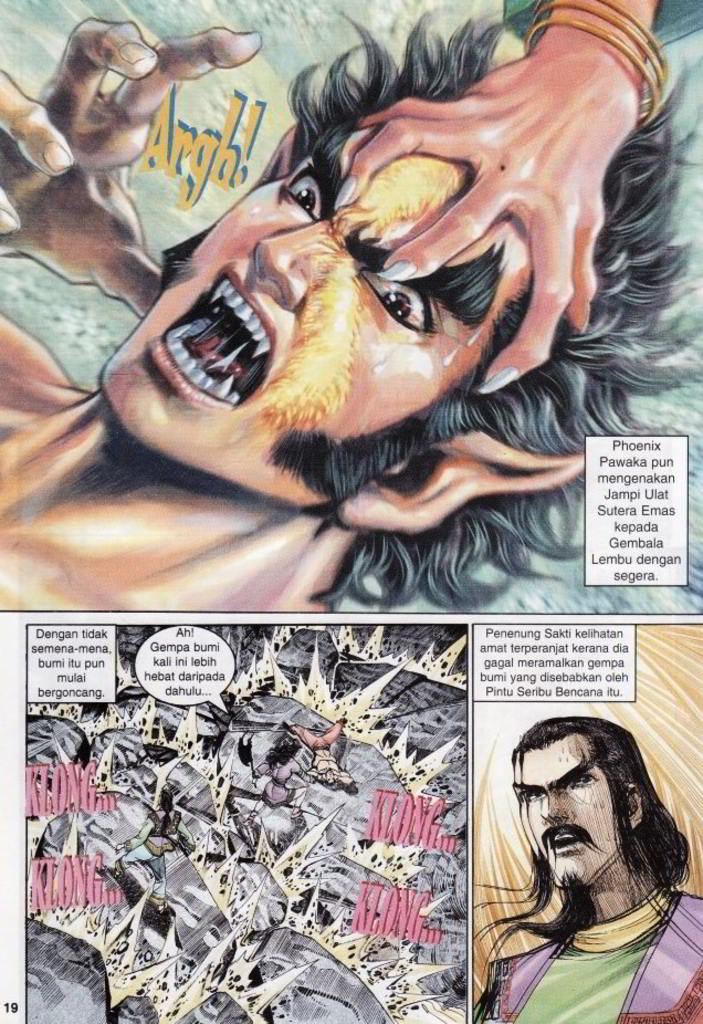 Argh!
Phoenix
Pawaka pun
mengenakan
Jampi Ulat
Sutera Emas
kepada
Gembala
Lembu dengan
segera.
Dengan tidak
semena-mena,
bumi itu pun
mulai
bergoncang.
Ah!
Gempa bumi
kali ini lebih
hebat daripada
dahulu...
KLONG...
KLONG...
KLONG...
KLONG...
Penenung Sakti kelihatan
amat terperanjat kerana dia
gagal meramalkan gempa
bumi yang disebabkan oleh
Pintu Seribu Bencana itu.
19